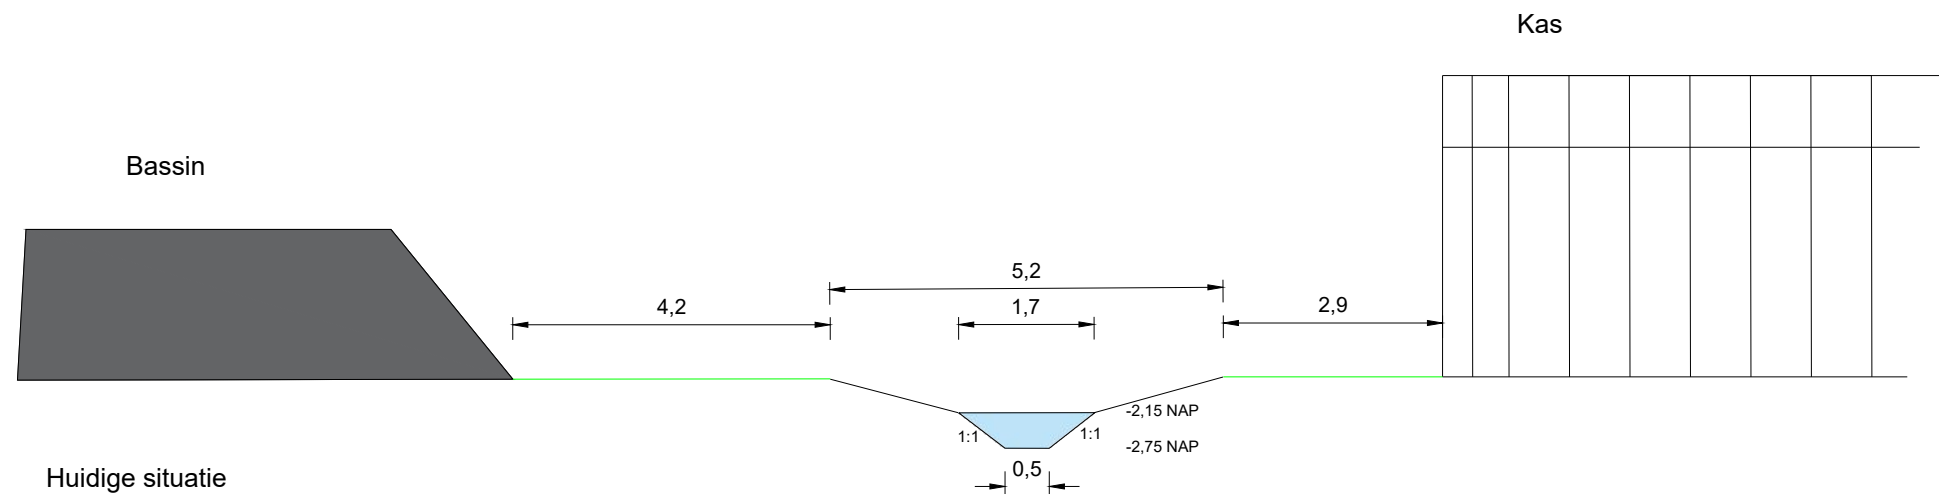 Kas
Bassin
5,2
4,2
1,7
2,9
-2,15 NAP
1:1
1:1
-2,75 NAP
0,5
Huidige situatie